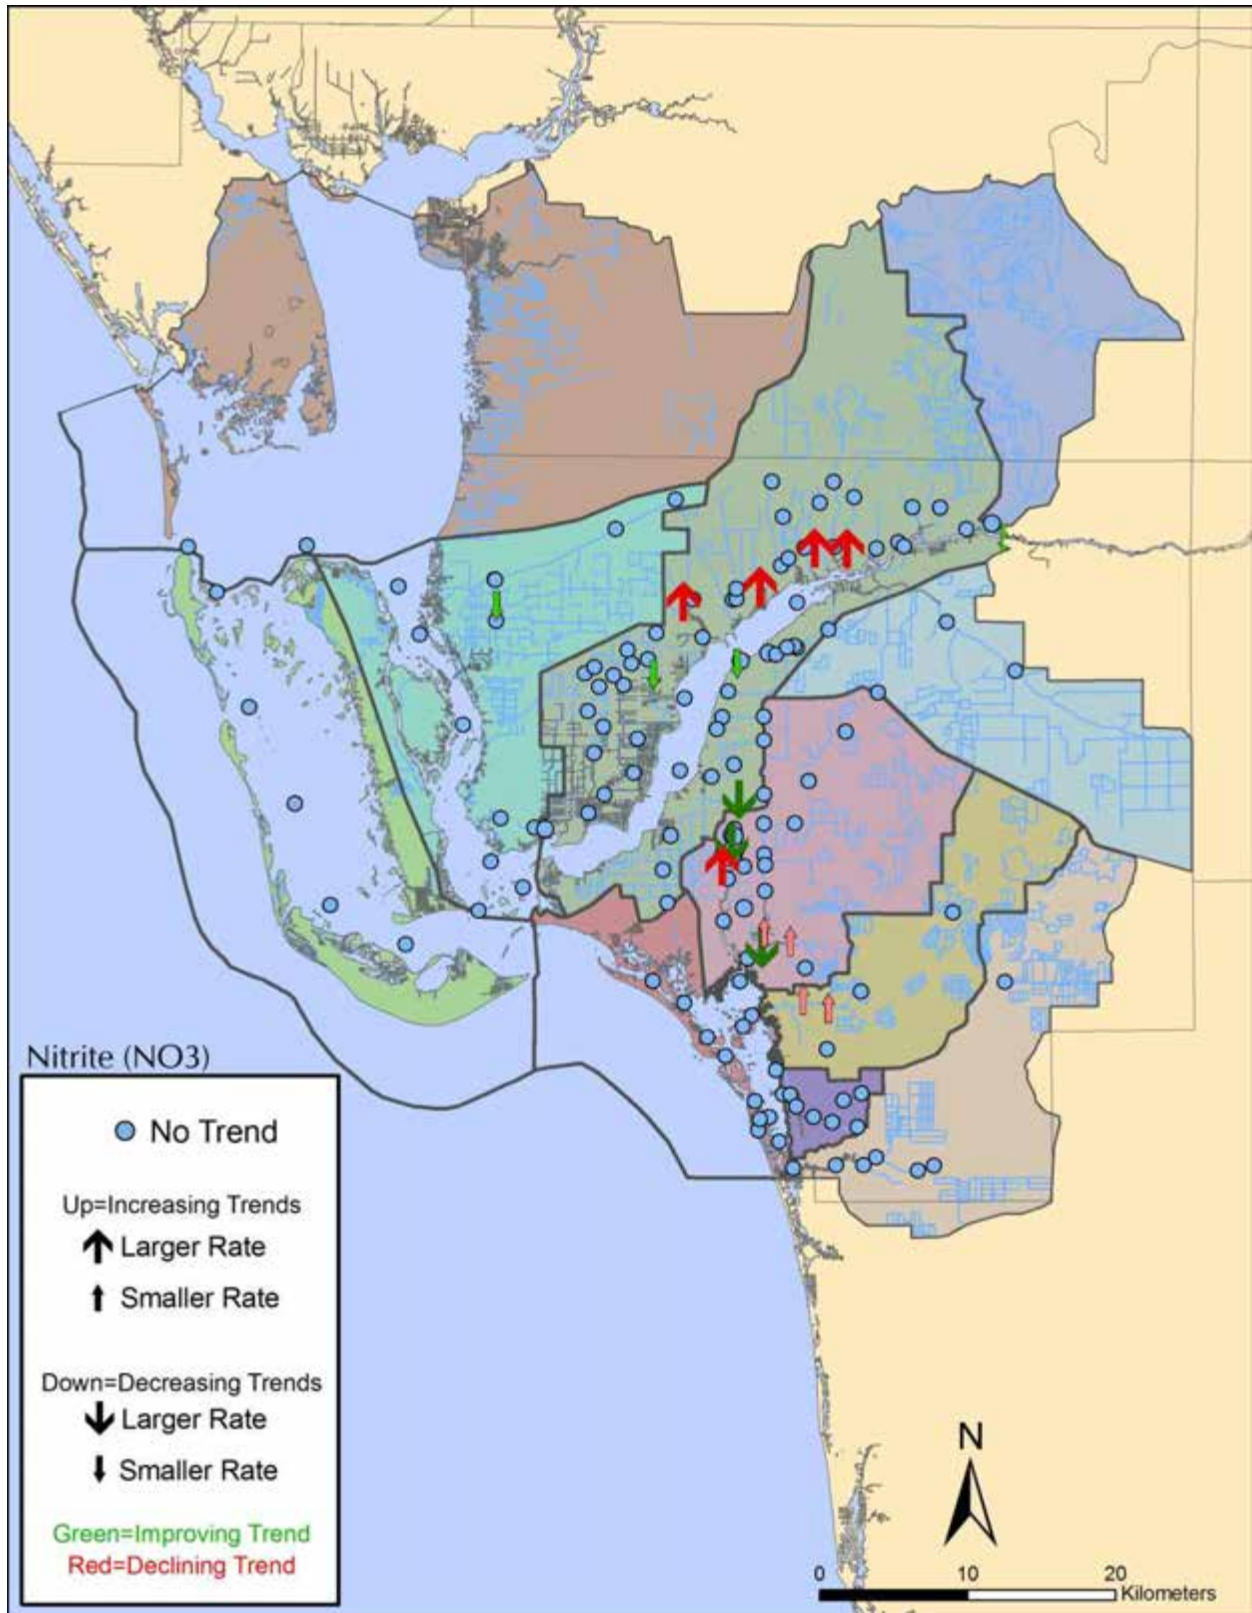 Nitrite (NO3)
No Trend
Up=Increasing Trends
Larger Rate
Smaller Rate
Down=Decreasing Trends
Larger Rate
Smaller Rate
Green=Improving Trend
Red=Declining Trend
N
0 10 20
Kilometers